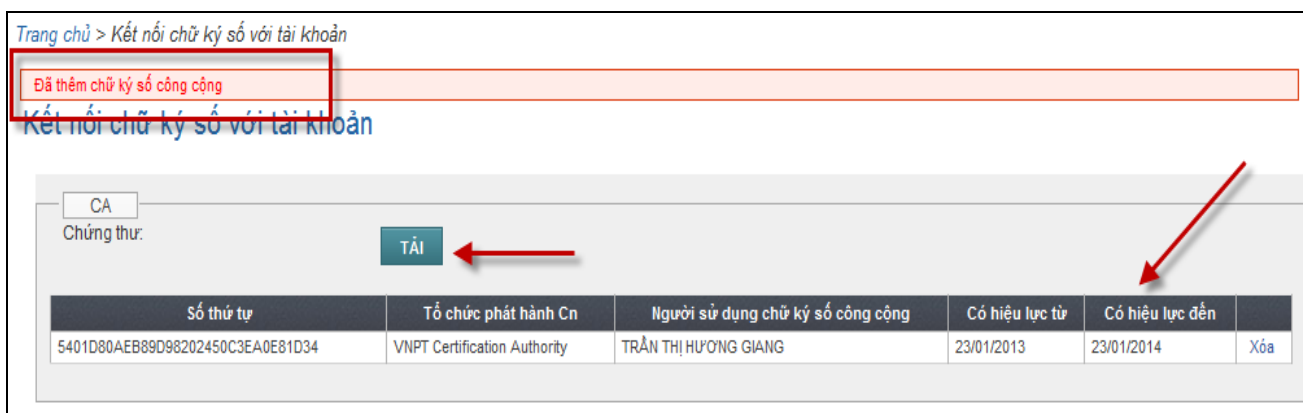 Trang chủ > Kết nối chữ ký số với tài khoản
Đã thêm chữ ký số công cộng
Kết nối chữ ký số với tài khoản
CA
Chứng thư:
TẢI
Số thứ tự Tổ chức phát hành Cn Người sử dụng chữ ký số công cộng Có hiệu lực từ Có hiệu lực đến
5401D80AEB89D98202450C3EA0E81D34 VNPT Certification Authority TRẦN THỊ HƯƠNG GIANG 23/01/2013 23/01/2014 Xóa